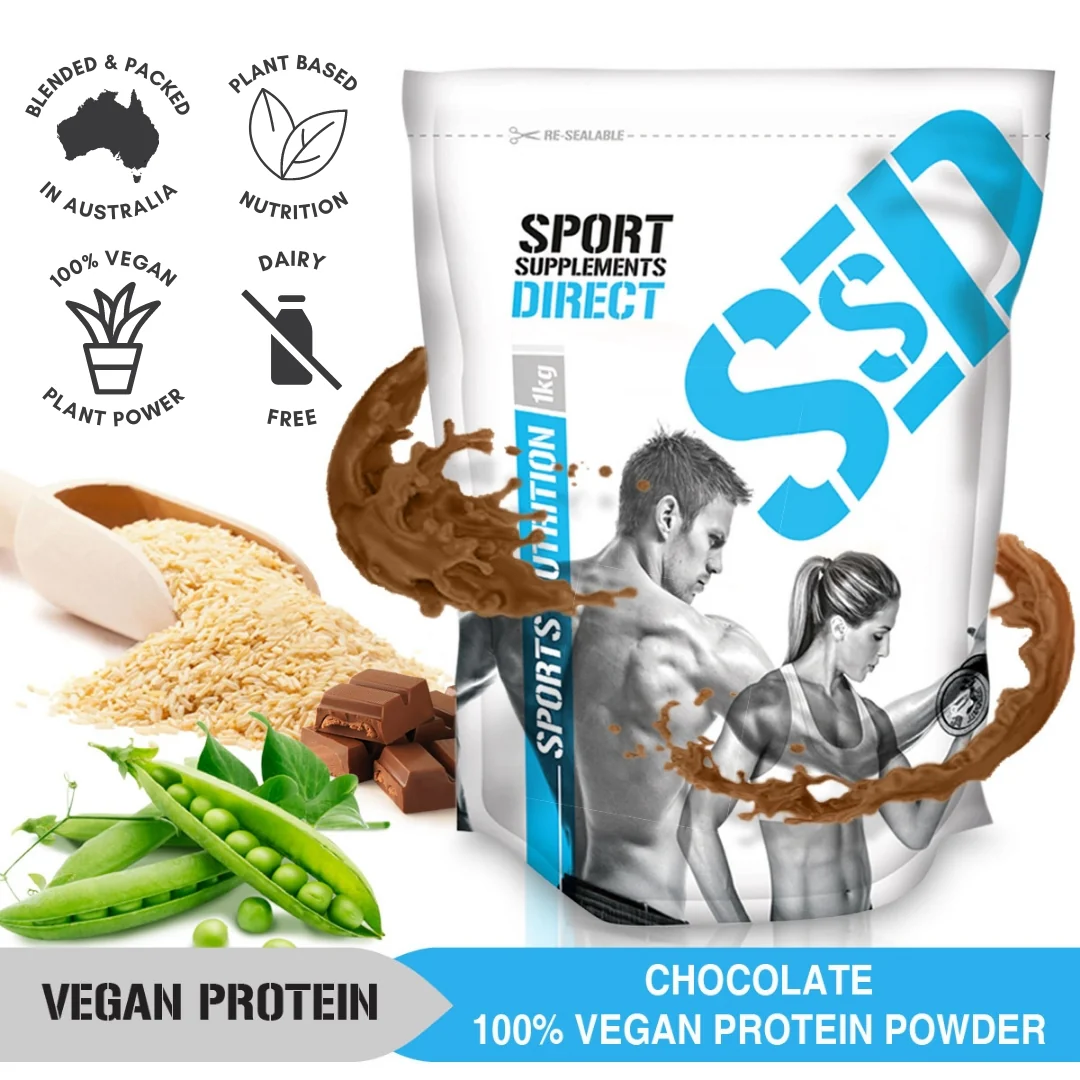 BLENDED & PACKED
IN AUSTRALIA
PLANT BASED
NUTRITION
100% VEGAN
PLANT POWER
DAIRY
FREE
RE-SEALABLE
SPORT
SUPPLEMENTS
DIRECT
SSD
1kg
SPORTS NUTRITION
VEGAN PROTEIN
CHOCOLATE
100% VEGAN PROTEIN POWDER